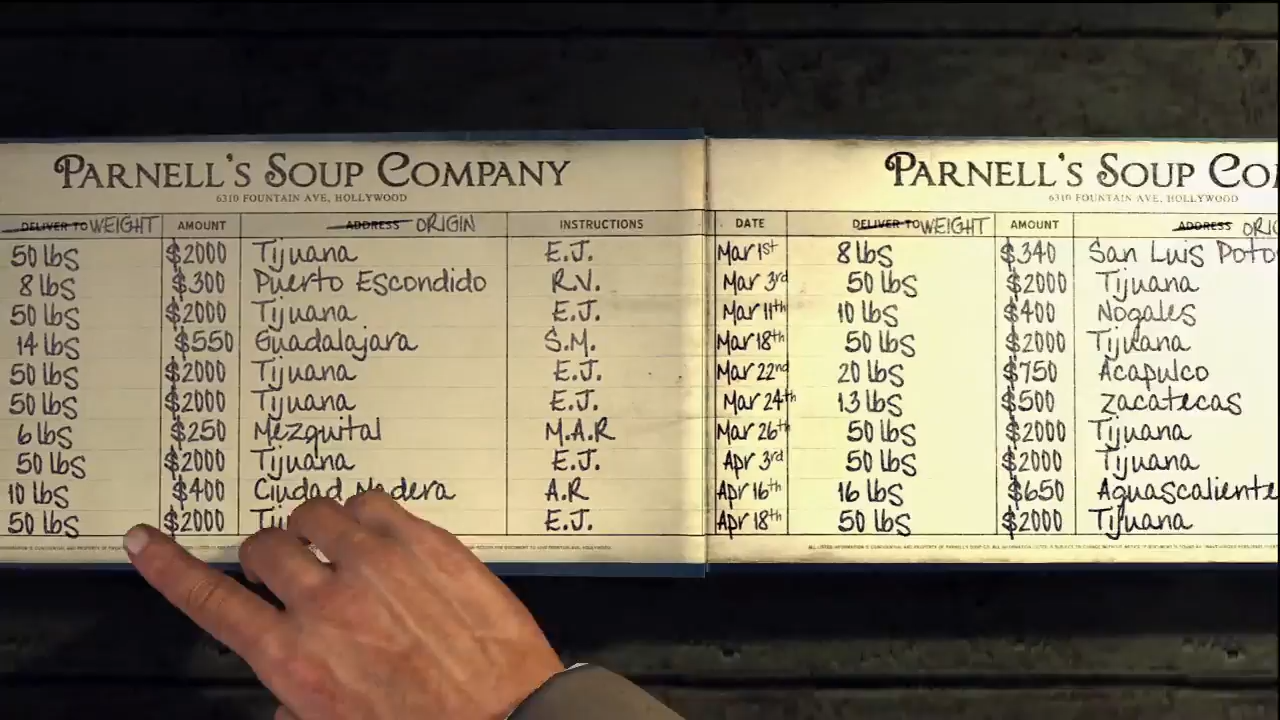 PARNELL'S SOUP COMPANY
6310 FOUNTAIN AVE, HOLLYWOOD
DELIVER TO WEIGHT AMOUNT ADDRESS ORIGIN INSTRUCTIONS
50 lbs $2000 Tijuana E.J.
8 lbs $300 Puerto Escondido R.V.
50 lbs $2000 Tijuana E.J.
14 lbs $550 Guadalajara S.M.
50 lbs $2000 Tijuana E.J.
50 lbs $2000 Tijuana E.J.
6 lbs $250 Mezquital M.A.R
50 lbs $2000 Tijuana E.J.
10 lbs $400 Ciudad Madera A.R
50 lbs $2000 E.J.
PARNELL'S SOUP CO
6310 FOUNTAIN AVE, HOLLYWOOD
DATE DELIVER TO WEIGHT AMOUNT ADDRESS ORIG
Mar 1st 8 lbs $340 San Luis Poto
Mar 3rd 50 lbs $2000 Tijuana
Mar 11th 10 lbs $400 Nogales
Mar 18th 50 lbs $2000 Tijuana
Mar 22nd 20 lbs $750 Acapulco
Mar 24th 13 lbs $500 Zacatecas
Mar 26th 50 lbs $2000 Tijuana
Apr 3rd 50 lbs $2000 Tijuana
Apr 16th 16 lbs $650 Aguascaliente
Apr 18th 50 lbs $2000 Tijuana